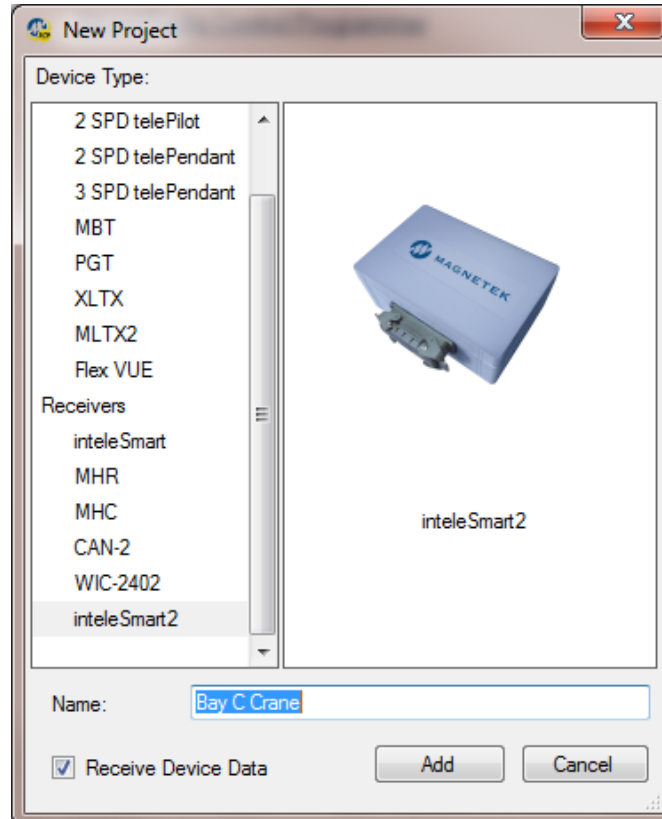 New Project
Device Type:
2 SPD telePilot
2 SPD telePendant
3 SPD telePendant
MBT
PGT
XLTX
MLTX2
Flex VUE
Receivers
inteleSmart
MHR
MHC
CAN-2
WIC-2402
inteleSmart2
MAGNETEK
inteleSmart2
Name: Bay C Crane
Receive Device Data Add Cancel